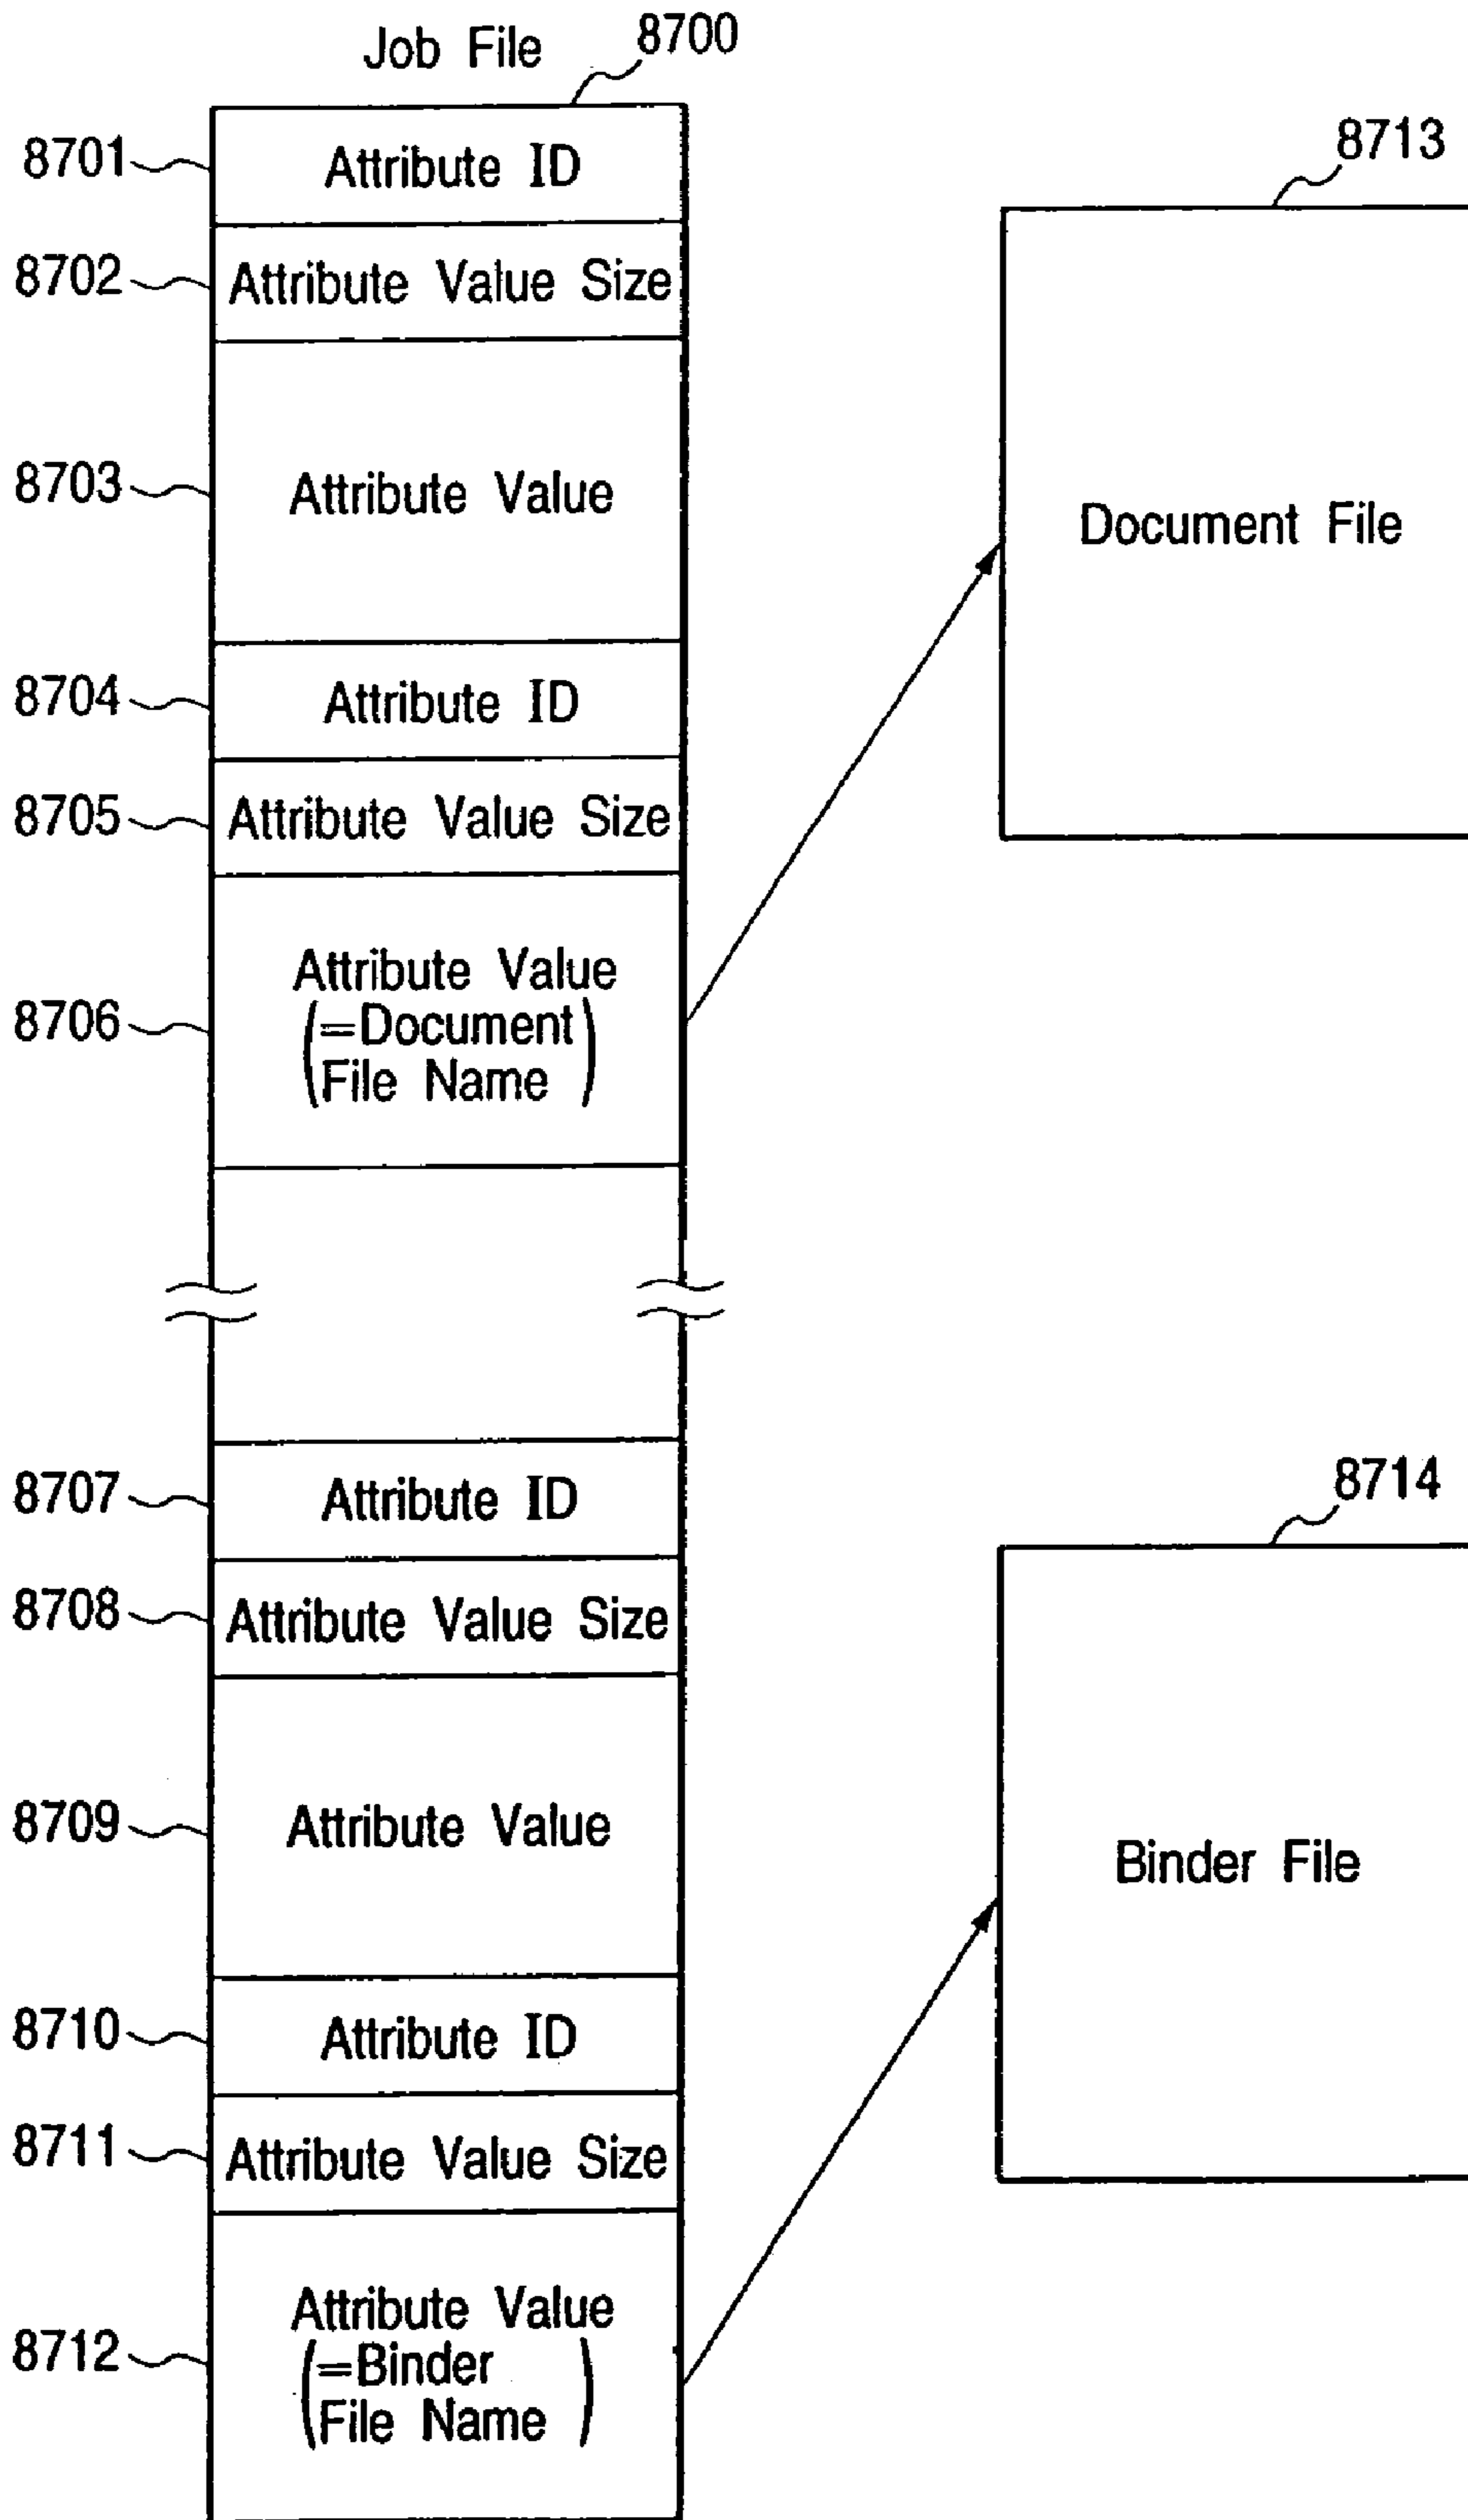 Job File 8700
8701 Attribute ID
8702 Attribute Value Size
8703 Attribute Value
8704 Attribute ID
8705 Attribute Value Size
8706 Attribute Value
(=Document
File Name)
8707 Attribute ID
8708 Attribute Value Size
8709 Attribute Value
8710 Attribute ID
8711 Attribute Value Size
8712 Attribute Value
(=Binder
File Name)
8713
Document File
8714
Binder File